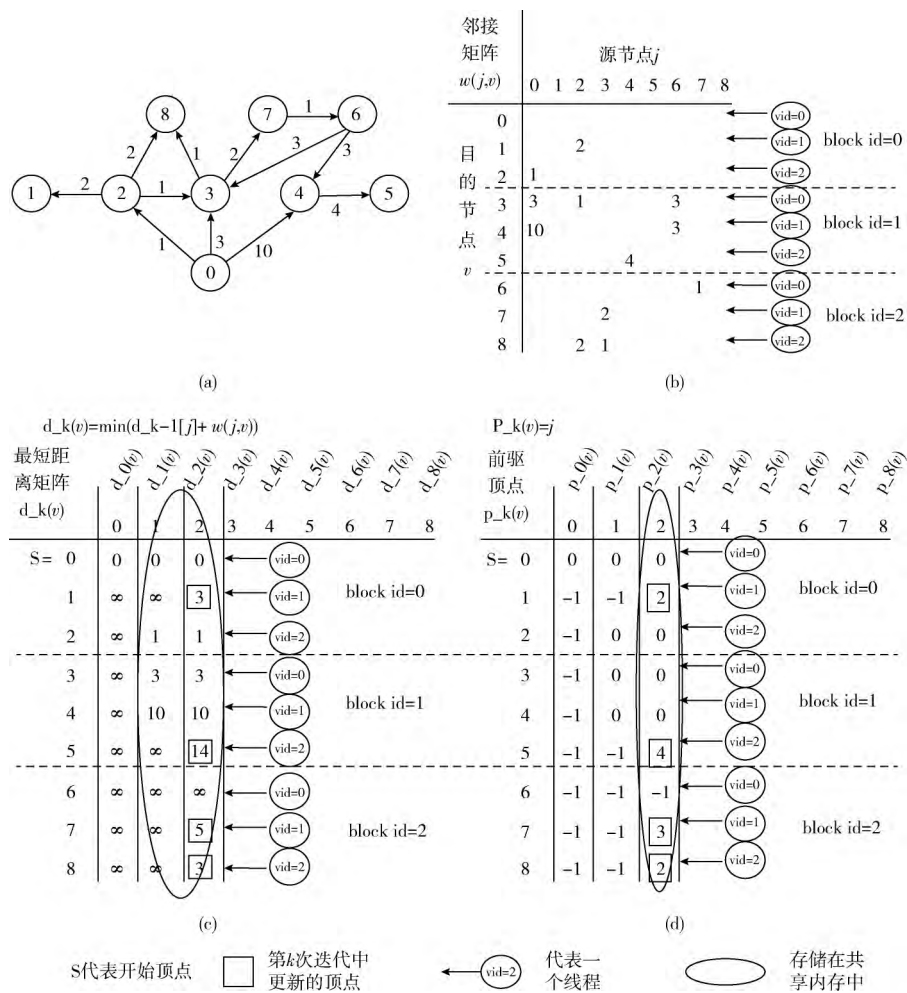 8
7
1
6
2
1
2
3
3
1
2
2
1
3
4
4
5
1
3
10
0
(a)
邻接
矩阵
w(j,v)
源节点j
0 1 2 3 4 5 6 7 8
目的节点v
0 vid=0
1 2 vid=1 block id=0
2 1 vid=2
3 3 1 3 vid=0
4 10 3 vid=1 block id=1
5 4 vid=2
6 1 vid=0
7 2 vid=1 block id=2
8 2 1 vid=2
(b)
d_k(v)=min(d_k-1[j]+ w(j,v))
最短距
离矩阵
d_k(v)
d_0(v) d_1(v) d_2(v) d_3(v) d_4(v) d_5(v) d_6(v) d_7(v) d_8(v)
0 1 2 3 4 5 6 7 8
S= 0 0 0 0 vid=0
1 ∞ ∞ 3 vid=1 block id=0
2 ∞ 1 1 vid=2
3 ∞ 3 3 vid=0
4 ∞ 10 10 vid=1 block id=1
5 ∞ ∞ 14 vid=2
6 ∞ ∞ ∞ vid=0
7 ∞ ∞ 5 vid=1 block id=2
8 ∞ ∞ 3 vid=2
(c)
P_k(v)=j
前驱
顶点
p_k(v)
p_0(v) p_1(v) p_2(v) p_3(v) p_4(v) p_5(v) p_6(v) p_7(v) p_8(v)
0 1 2 3 4 5 6 7 8
S= 0 0 0 0 vid=0
1 -1 -1 2 vid=1 block id=0
2 -1 0 0 vid=2
3 -1 0 0 vid=0
4 -1 0 0 vid=1 block id=1
5 -1 -1 4 vid=2
6 -1 -1 -1 vid=0
7 -1 -1 3 vid=1 block id=2
8 -1 -1 2 vid=2
(d)
S代表开始顶点
第k次迭代中
更新的顶点
vid=2
代表一
个线程
存储在共
享内存中